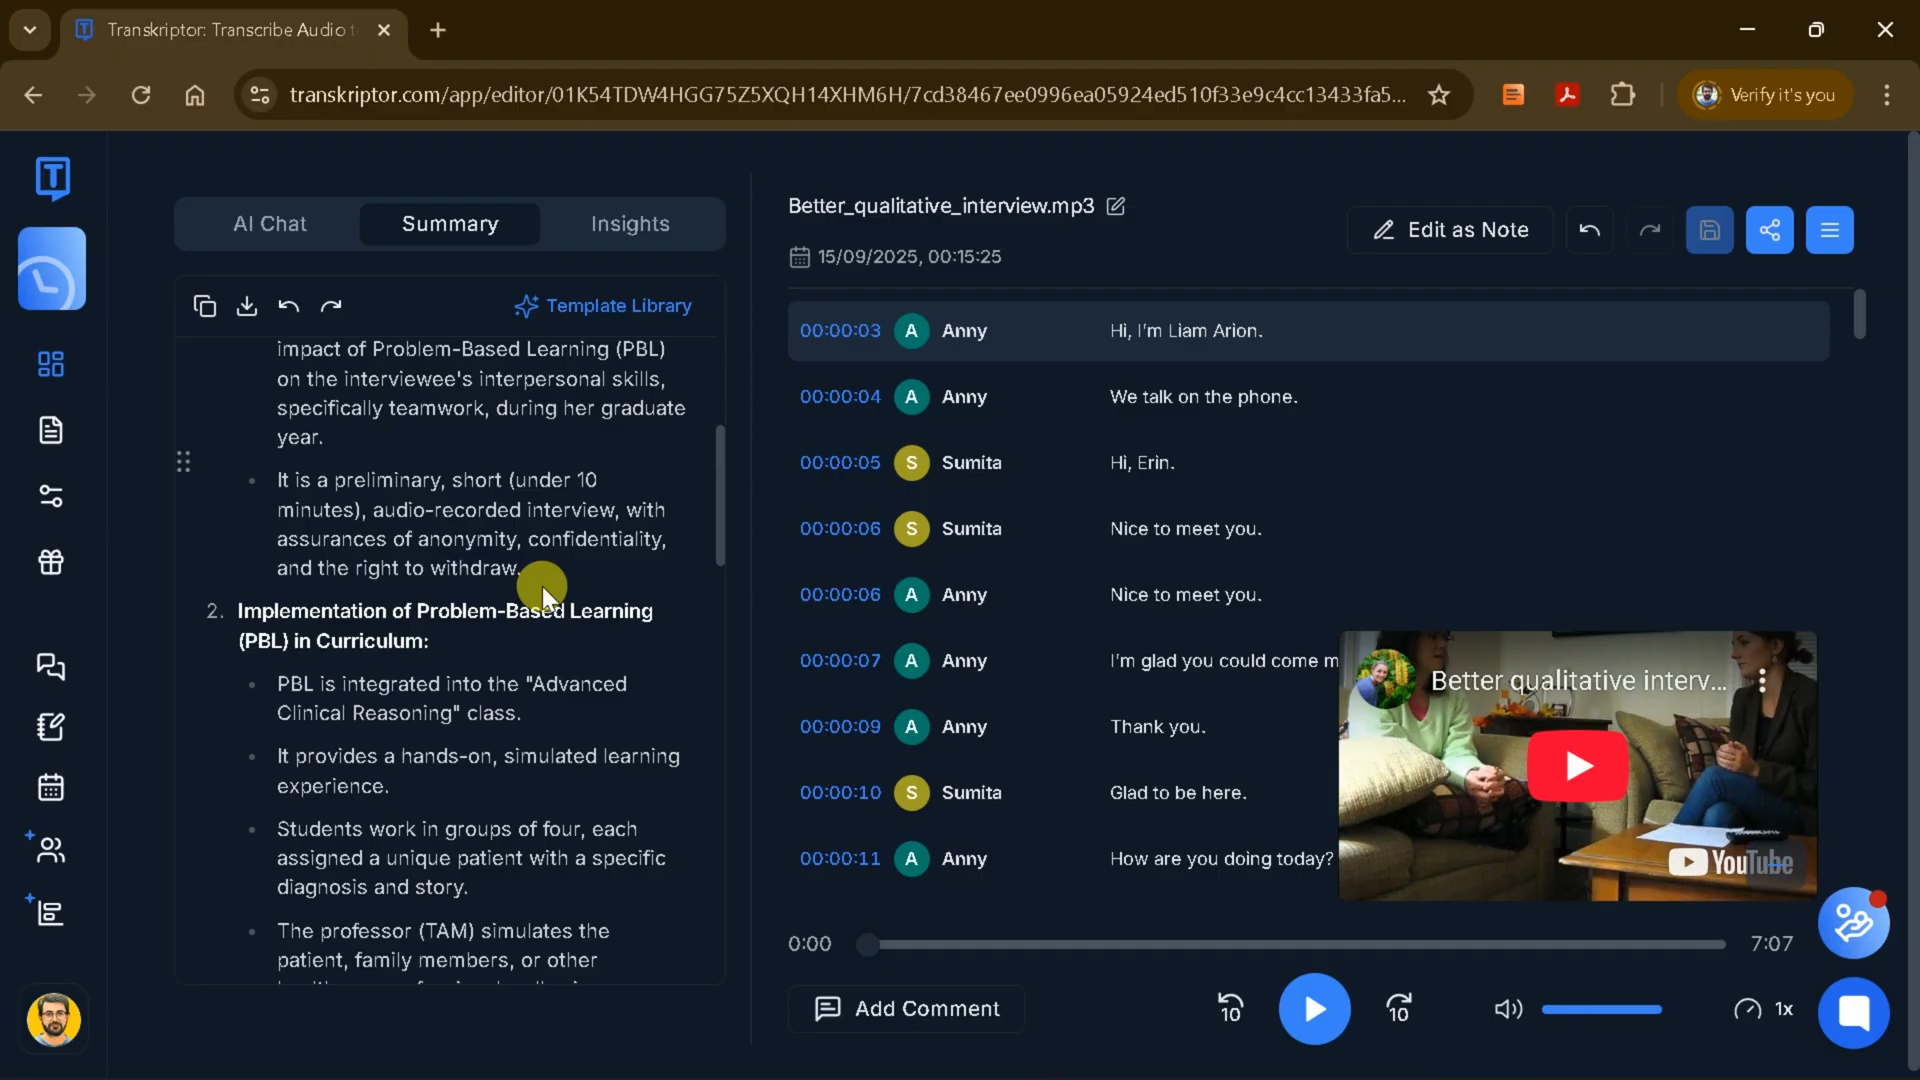 Transkriptor: Transcribe Audio t
transkriptor.com/app/editor/01K54TDW4HGG75Z5XQH14XHM6H/7cd38467ee0996ea05924ed510f33e9c4cc13433fa5...
Verify it's you
AI Chat
Summary
Insights
Template Library
impact of Problem-Based Learning (PBL)
on the interviewee's interpersonal skills,
specifically teamwork, during her graduate
year.
It is a preliminary, short (under 10
minutes), audio-recorded interview, with
assurances of anonymity, confidentiality,
and the right to withdraw.
2. Implementation of Problem-Based Learning
(PBL) in Curriculum:
PBL is integrated into the "Advanced
Clinical Reasoning" class.
It provides a hands-on, simulated learning
experience.
Students work in groups of four, each
assigned a unique patient with a specific
diagnosis and story.
The professor (TAM) simulates the
patient, family members, or other
Better_qualitative_interview.mp3
15/09/2025, 00:15:25
Edit as Note
00:00:03 A Anny Hi, I'm Liam Arion.
00:00:04 A Anny We talk on the phone.
00:00:05 S Sumita Hi, Erin.
00:00:06 S Sumita Nice to meet you.
00:00:06 A Anny Nice to meet you.
00:00:07 A Anny I'm glad you could come m
00:00:09 A Anny Thank you.
00:00:10 S Sumita Glad to be here.
00:00:11 A Anny How are you doing today?
Better qualitative interv...
YouTube
0:00
7:07
Add Comment
10
10
1x